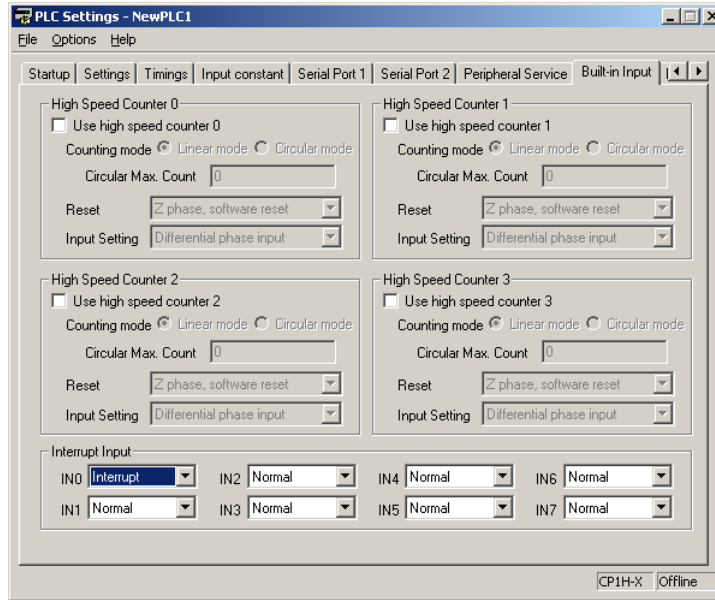 PLC Settings - NewPLC1
File Options Help
Startup Settings Timings Input constant Serial Port 1 Serial Port 2 Peripheral Service Built-in Input
High Speed Counter 0
Use high speed counter 0
Counting mode Linear mode Circular mode
Circular Max. Count 0
Reset Z phase, software reset
Input Setting Differential phase input
High Speed Counter 1
Use high speed counter 1
Counting mode Linear mode Circular mode
Circular Max. Count 0
Reset Z phase, software reset
Input Setting Differential phase input
High Speed Counter 2
Use high speed counter 2
Counting mode Linear mode Circular mode
Circular Max. Count 0
Reset Z phase, software reset
Input Setting Differential phase input
High Speed Counter 3
Use high speed counter 3
Counting mode Linear mode Circular mode
Circular Max. Count 0
Reset Z phase, software reset
Input Setting Differential phase input
Interrupt Input
IN0 Interrupt IN2 Normal IN4 Normal IN6 Normal
IN1 Normal IN3 Normal IN5 Normal IN7 Normal
CP1H-X Offline